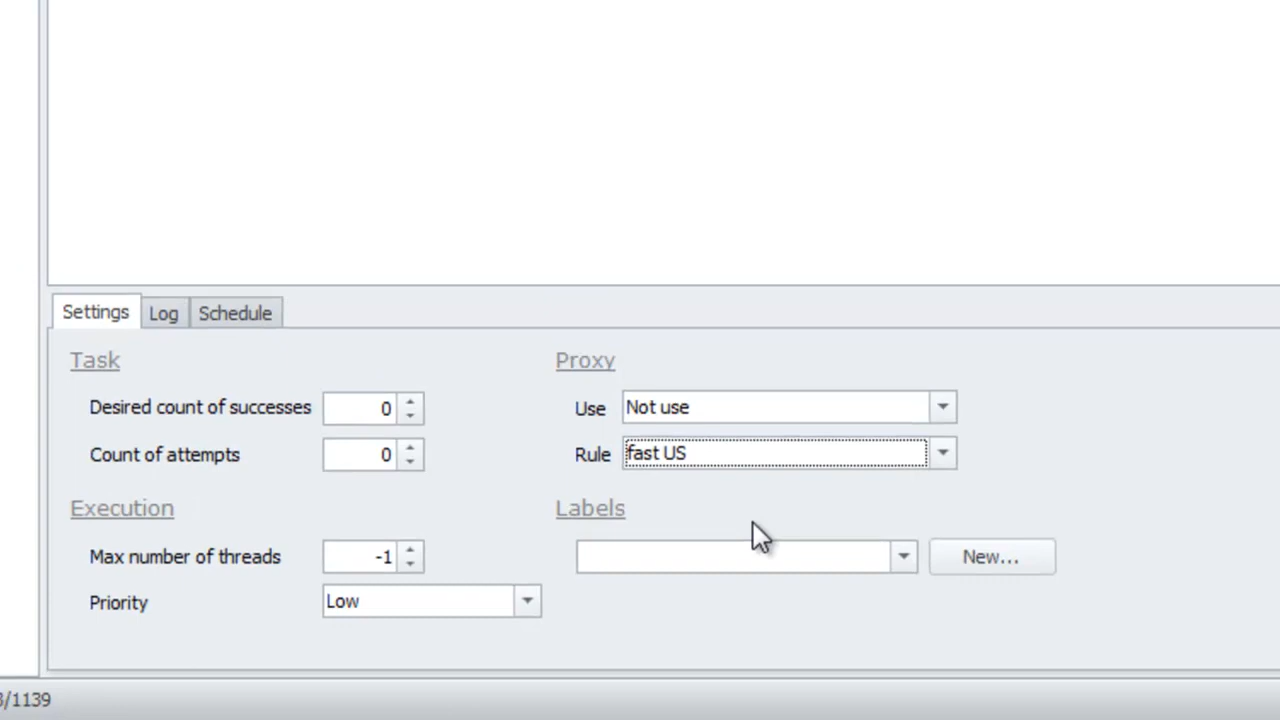 Settings Log Schedule
Task Proxy
Desired count of successes 0 Use Not use
Count of attempts 0 Rule fast US
Execution Labels
Max number of threads -1 New...
Priority Low
/1139